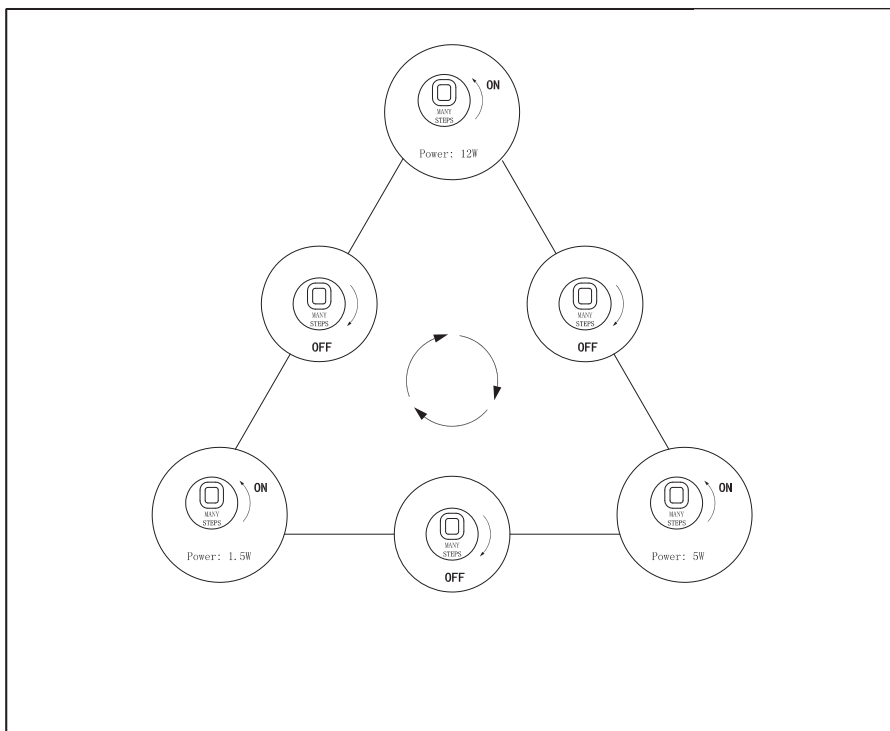 ON
MANY
STEPS
Power: 12W
MANY
STEPS
OFF
MANY
STEPS
OFF
ON
MANY
STEPS
Power: 1.5W
MANY
STEPS
OFF
ON
MANY
STEPS
Power: 5W